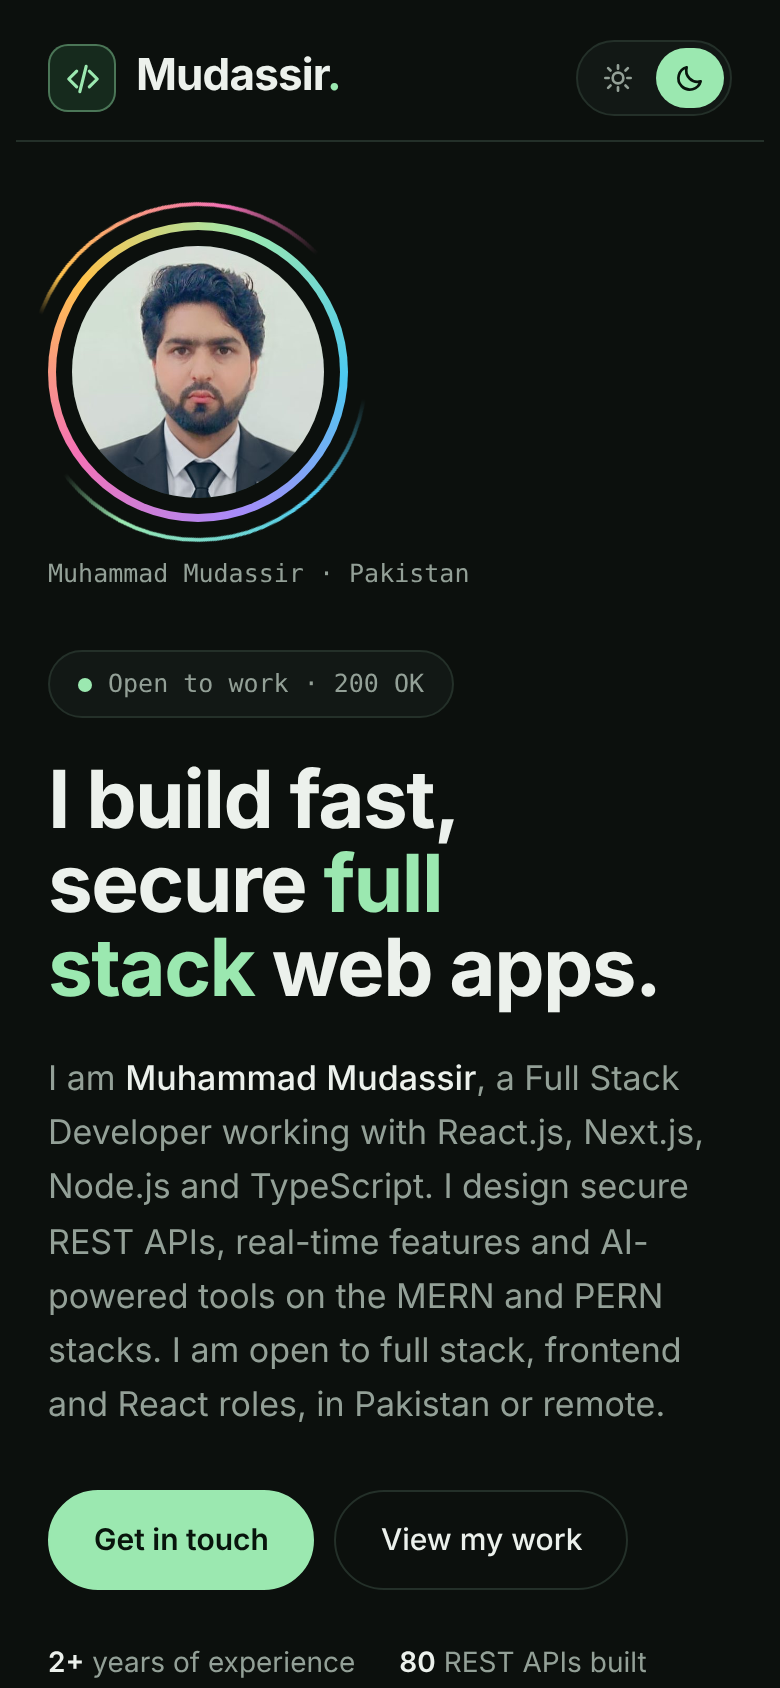 Mudassir.
Muhammad Mudassir · Pakistan
Open to work · 200 OK
I build fast,
secure full
stack web apps.
I am Muhammad Mudassir, a Full Stack
Developer working with React.js, Next.js,
Node.js and TypeScript. I design secure
REST APIs, real-time features and AI-
powered tools on the MERN and PERN
stacks. I am open to full stack, frontend
and React roles, in Pakistan or remote.
Get in touch
View my work
2+ years of experience
80 REST APIs built